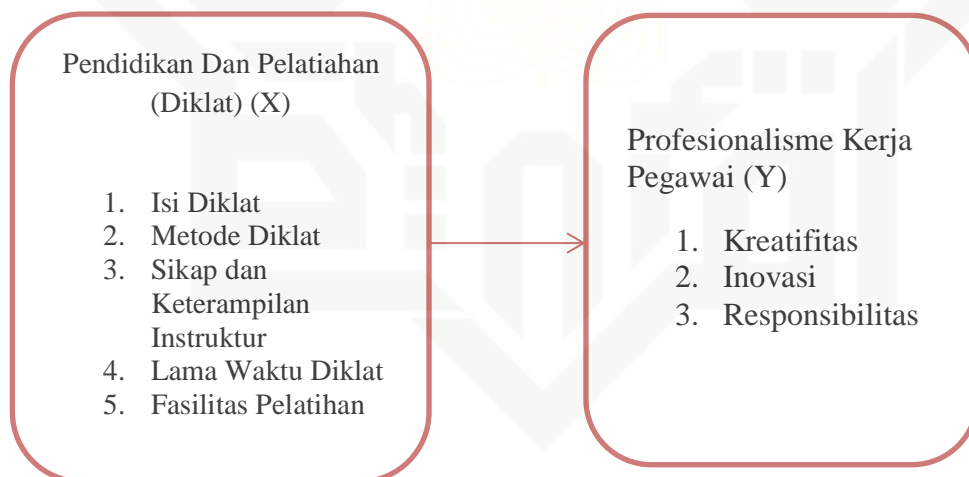 Pendidikan Dan Pelatiahan
(Diklat) (X)
1. Isi Diklat
2. Metode Diklat
3. Sikap dan
Keterampilan
Instruktur
4. Lama Waktu Diklat
5. Fasilitas Pelatihan
Profesionalisme Kerja
Pegawai (Y)
1. Kreatifitas
2. Inovasi
3. Responsibilitas